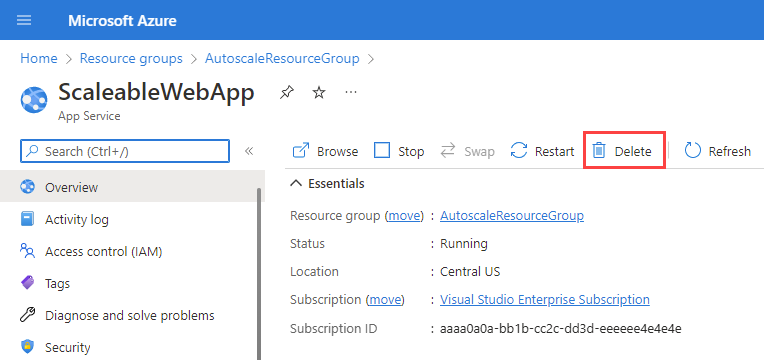 Microsoft Azure
Home > Resource groups > AutoscaleResourceGroup >
ScaleableWebApp
App Service
Search (Ctrl+/)
Overview
Activity log
Access control (IAM)
Tags
Diagnose and solve problems
Security
Browse Stop Swap Restart Delete Refresh
Essentials
Resource group (move) : AutoscaleResourceGroup
Status : Running
Location : Central US
Subscription (move) : Visual Studio Enterprise Subscription
Subscription ID : aaaa0a0a-bb1b-cc2c-dd3d-eeeeee4e4e4e